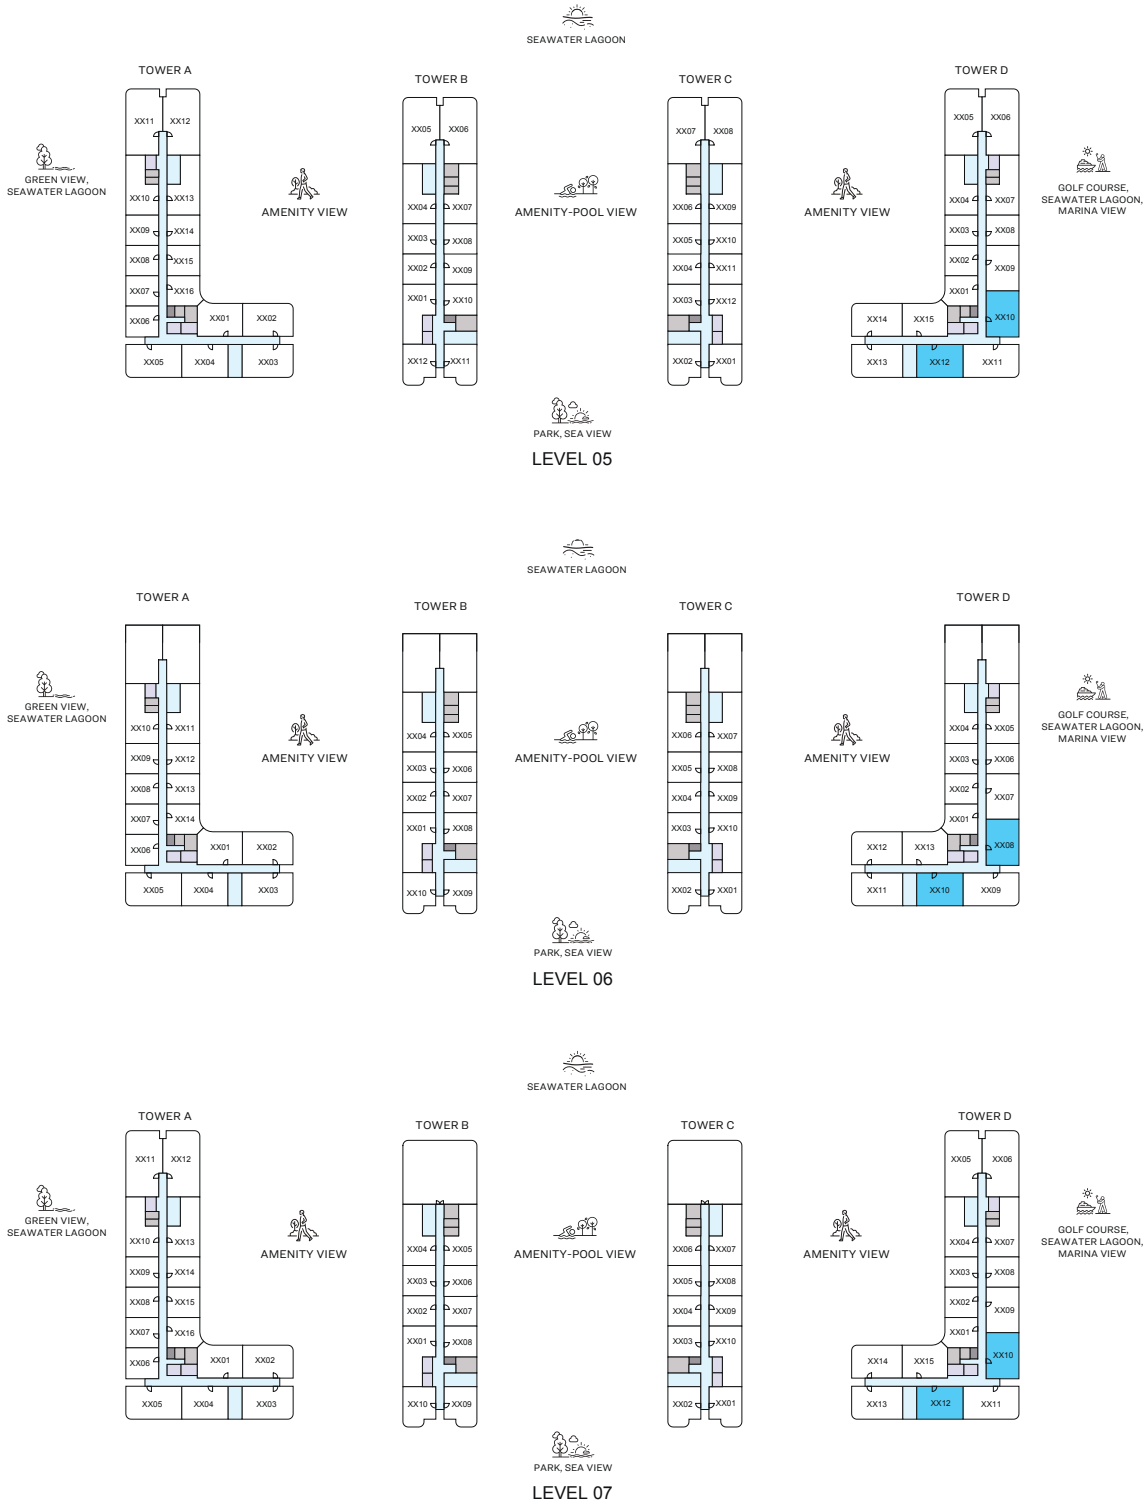 SEAWATER LAGOON
TOWER A
TOWER B
TOWER C
TOWER D
XX11 XX12
XX05 XX06
XX07 XX08
XX05 XX06
GREEN VIEW,
SEAWATER LAGOON
AMENITY VIEW
AMENITY-POOL VIEW
AMENITY VIEW
GOLF COURSE,
SEAWATER LAGOON,
MARINA VIEW
XX10 XX13
XX04 XX07
XX06 XX09
XX04 XX07
XX09 XX14
XX03 XX08
XX05 XX10
XX03 XX08
XX08 XX15
XX02 XX09
XX04 XX11
XX02 XX09
XX07 XX16
XX01 XX10
XX03 XX12
XX01
XX06 XX01 XX02
XX14 XX15 XX10
XX05 XX04 XX03
XX12 XX11
XX02 XX01
XX13 XX12 XX11
PARK, SEA VIEW
LEVEL 05
SEAWATER LAGOON
TOWER A
TOWER B
TOWER C
TOWER D
GREEN VIEW,
SEAWATER LAGOON
AMENITY VIEW
AMENITY-POOL VIEW
AMENITY VIEW
GOLF COURSE,
SEAWATER LAGOON,
MARINA VIEW
XX10 XX11
XX04 XX05
XX06 XX07
XX04 XX05
XX09 XX12
XX03 XX06
XX05 XX08
XX03 XX06
XX08 XX13
XX02 XX07
XX04 XX09
XX02 XX07
XX07 XX14
XX01 XX08
XX03 XX10
XX01
XX06 XX01 XX02
XX12 XX13 XX08
XX05 XX04 XX03
XX10 XX09
XX02 XX01
XX11 XX10 XX09
PARK, SEA VIEW
LEVEL 06
SEAWATER LAGOON
TOWER A
TOWER B
TOWER C
TOWER D
XX11 XX12
XX05 XX06
GREEN VIEW,
SEAWATER LAGOON
AMENITY VIEW
AMENITY-POOL VIEW
AMENITY VIEW
GOLF COURSE,
SEAWATER LAGOON,
MARINA VIEW
XX10 XX13
XX04 XX05
XX06 XX07
XX04 XX07
XX09 XX14
XX03 XX06
XX05 XX08
XX03 XX08
XX08 XX15
XX02 XX07
XX04 XX09
XX02 XX09
XX07 XX16
XX01 XX08
XX03 XX10
XX01
XX06 XX01 XX02
XX14 XX15 XX10
XX05 XX04 XX03
XX10 XX09
XX02 XX01
XX13 XX12 XX11
PARK, SEA VIEW
LEVEL 07